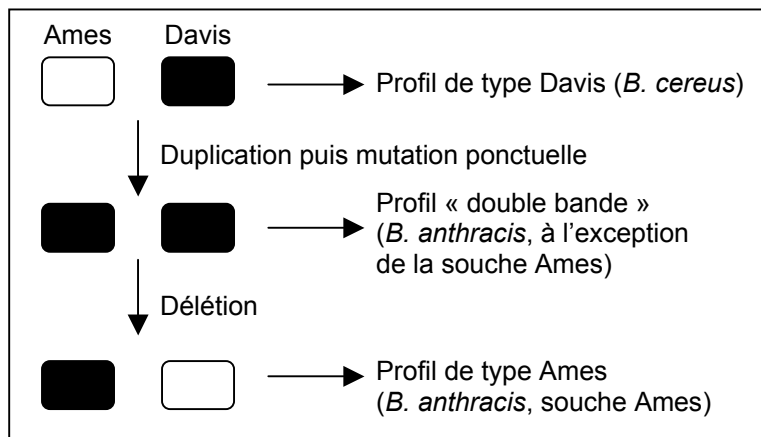 Ames Davis
Profil de type Davis (B. cereus)
Duplication puis mutation ponctuelle
Profil « double bande »
(B. anthracis, à l’exception
de la souche Ames)
Délétion
Profil de type Ames
(B. anthracis, souche Ames)